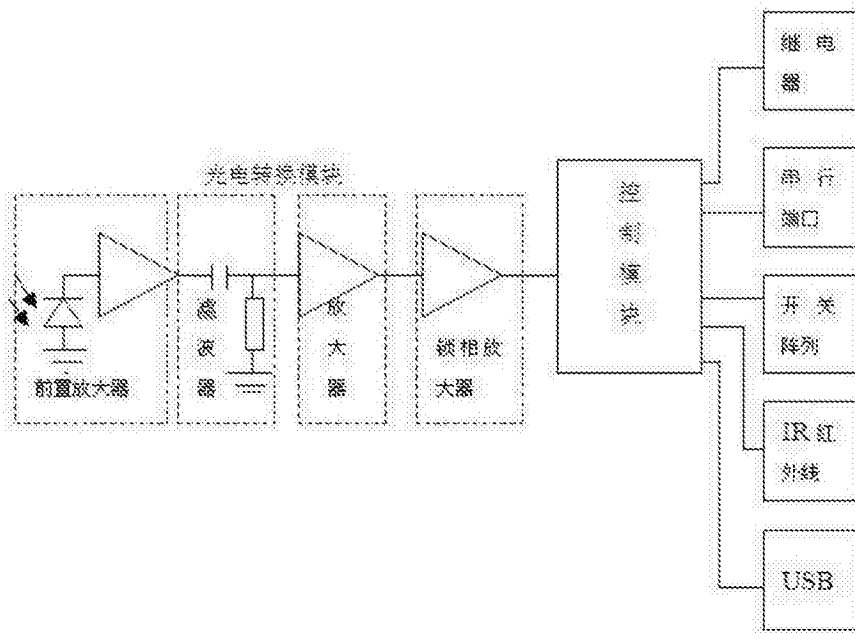 光电转换模块
前置放大器
滤波器
放大器
锁相放
大器
控制模块
继电
器
串行
端口
开关
阵列
IR红
外线
USB